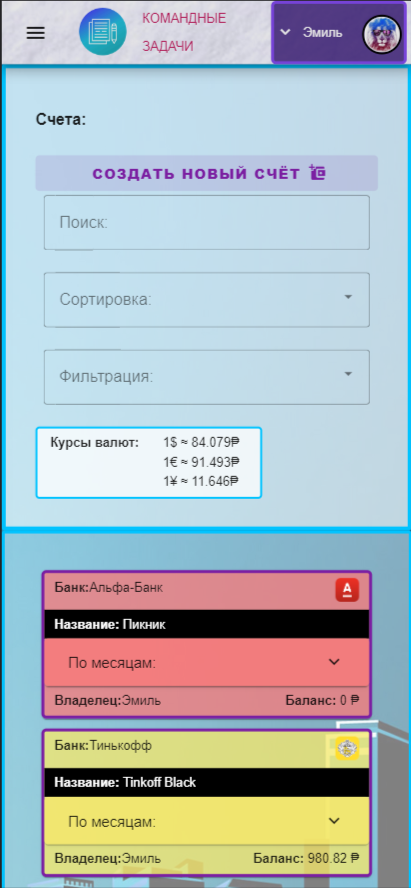 КОМАНДНЫЕ
ЗАДАЧИ
Эмиль
Счета:
СОЗДАТЬ НОВЫЙ СЧЁТ
Поиск:
Сортировка:
Фильтрация:
Курсы валют: 1$ ≈ 84.079₽
1€ ≈ 91.493₽
1¥ ≈ 11.646₽
Банк:Альфа-Банк
А
Название: Пикник
По месяцам:
Владелец:Эмиль Баланс: 0 ₽
Банк:Тинькофф
Название: Tinkoff Black
По месяцам:
Владелец:Эмиль Баланс: 980.82 ₽